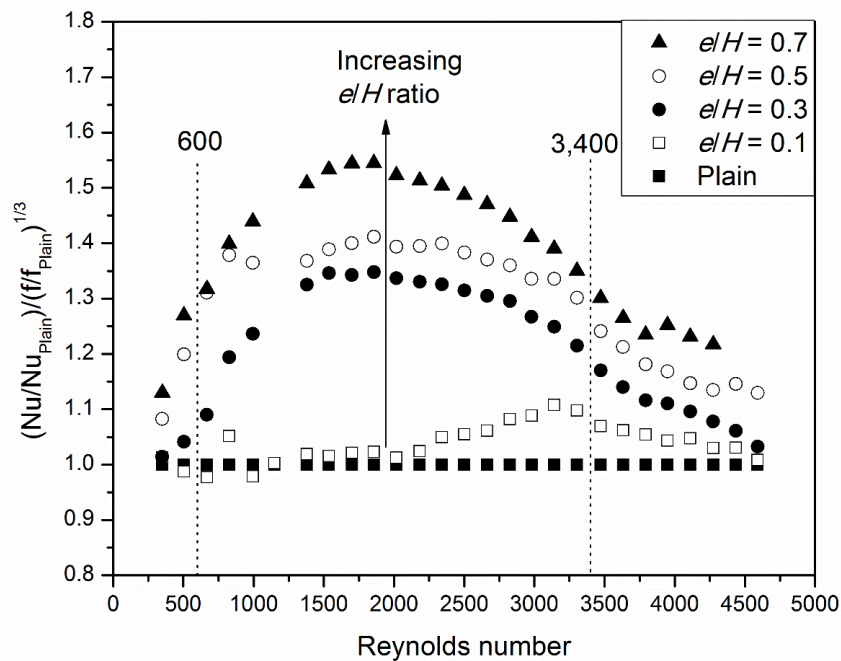 1.8
1.7
1.6
1.5
1.4
1.3
1.2
1.1
1.0
0.9
0.8
(Nu/Nu_Plain)/(f/f_Plain)^1/3
Increasing
e/H ratio
600
3,400
e/H = 0.7
e/H = 0.5
e/H = 0.3
e/H = 0.1
Plain
0 500 1000 1500 2000 2500 3000 3500 4000 4500 5000
Reynolds number